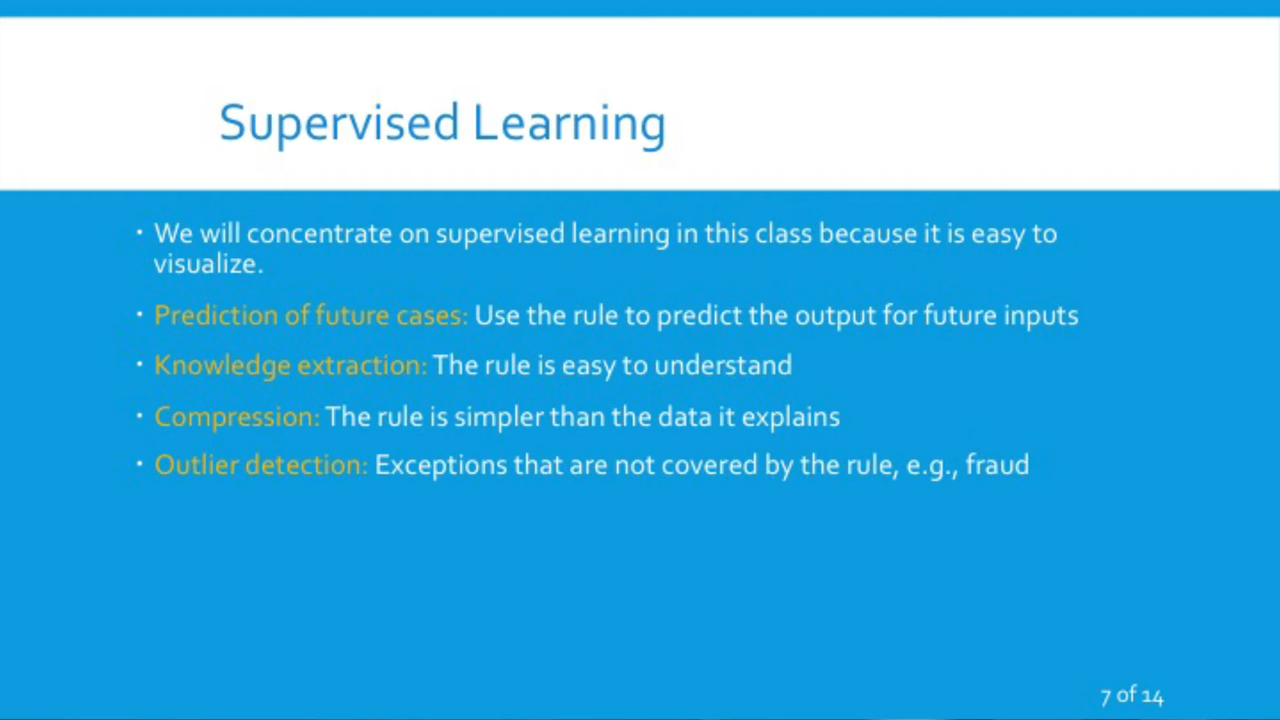 Supervised Learning
· We will concentrate on supervised learning in this class because it is easy to
visualize.
· Prediction of future cases: Use the rule to predict the output for future inputs
· Knowledge extraction: The rule is easy to understand
· Compression: The rule is simpler than the data it explains
· Outlier detection: Exceptions that are not covered by the rule, e.g., fraud
7 of 14